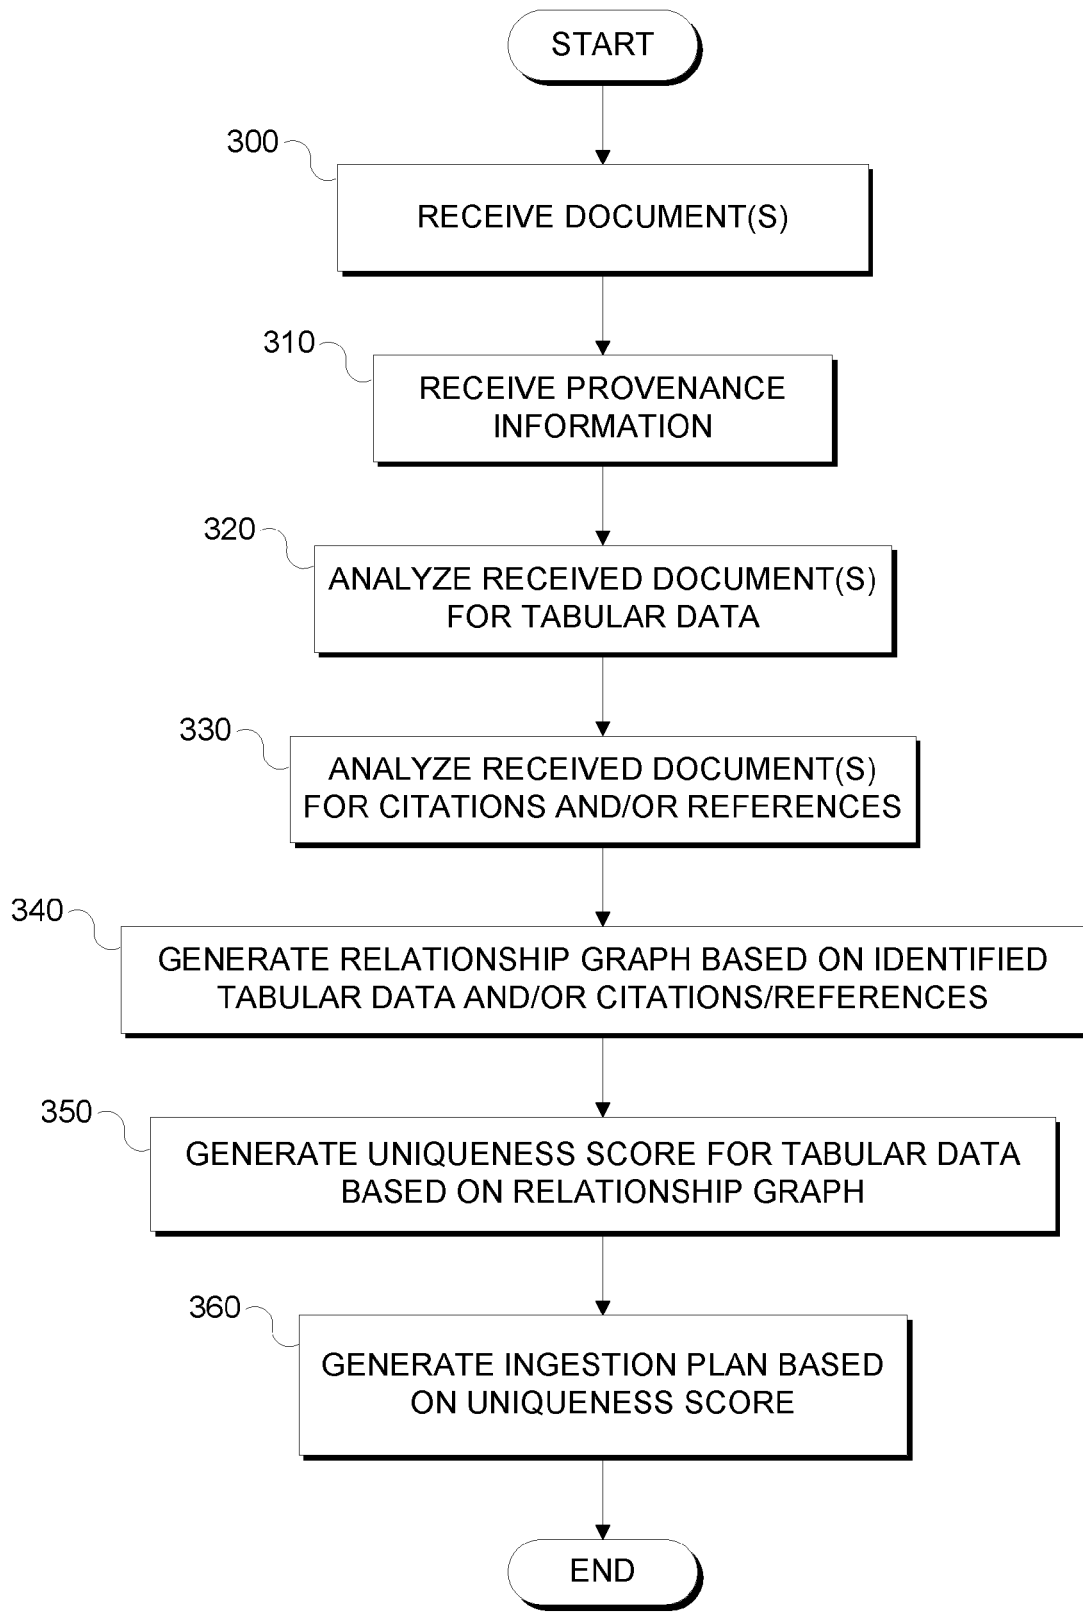 START
300
RECEIVE DOCUMENT(S)
310
RECEIVE PROVENANCE
INFORMATION
320
ANALYZE RECEIVED DOCUMENT(S)
FOR TABULAR DATA
330
ANALYZE RECEIVED DOCUMENT(S)
FOR CITATIONS AND/OR REFERENCES
340
GENERATE RELATIONSHIP GRAPH BASED ON IDENTIFIED
TABULAR DATA AND/OR CITATIONS/REFERENCES
350
GENERATE UNIQUENESS SCORE FOR TABULAR DATA
BASED ON RELATIONSHIP GRAPH
360
GENERATE INGESTION PLAN BASED
ON UNIQUENESS SCORE
END